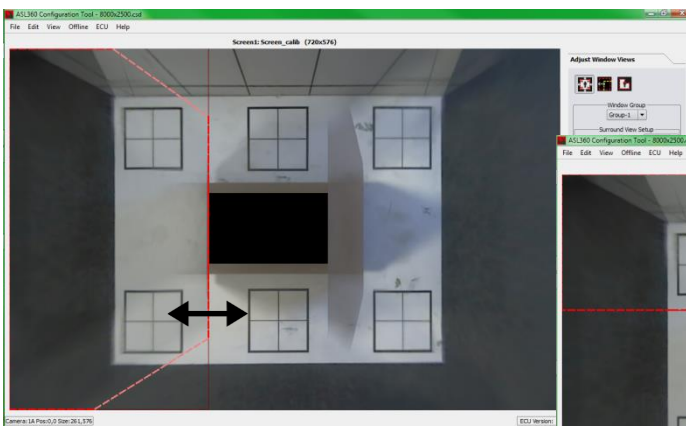 ASL360 Configuration Tool - 8000x2500.csd
File Edit View Offline ECU Help
Screen1: Screen_calib (720x576)
Adjust Window Views
Window Group
Group-1
Surround View Setup
ASL360 Configuration Tool - 8000x2500.
File Edit View Offline ECU Help
Camera: 1A Pos:0,0 Size:261,576
ECU Version: